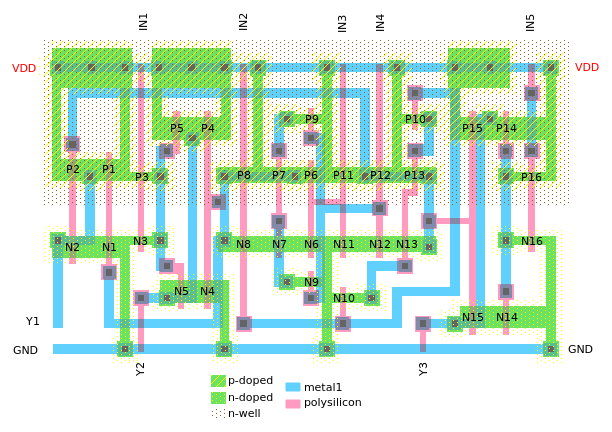 IN1 IN2 IN3 IN4 IN5
VDD VDD
P9 P10
P5 P4 P15 P14
P2 P1 P3 P8 P7 P6 P11 P12 P13 P16
N2 N1 N3 N8 N7 N6 N11 N12 N13 N16
N9
N5 N4 N10
Y1 N15 N14
GND GND
Y2 Y3
p-doped metal1
n-doped polysilicon
n-well